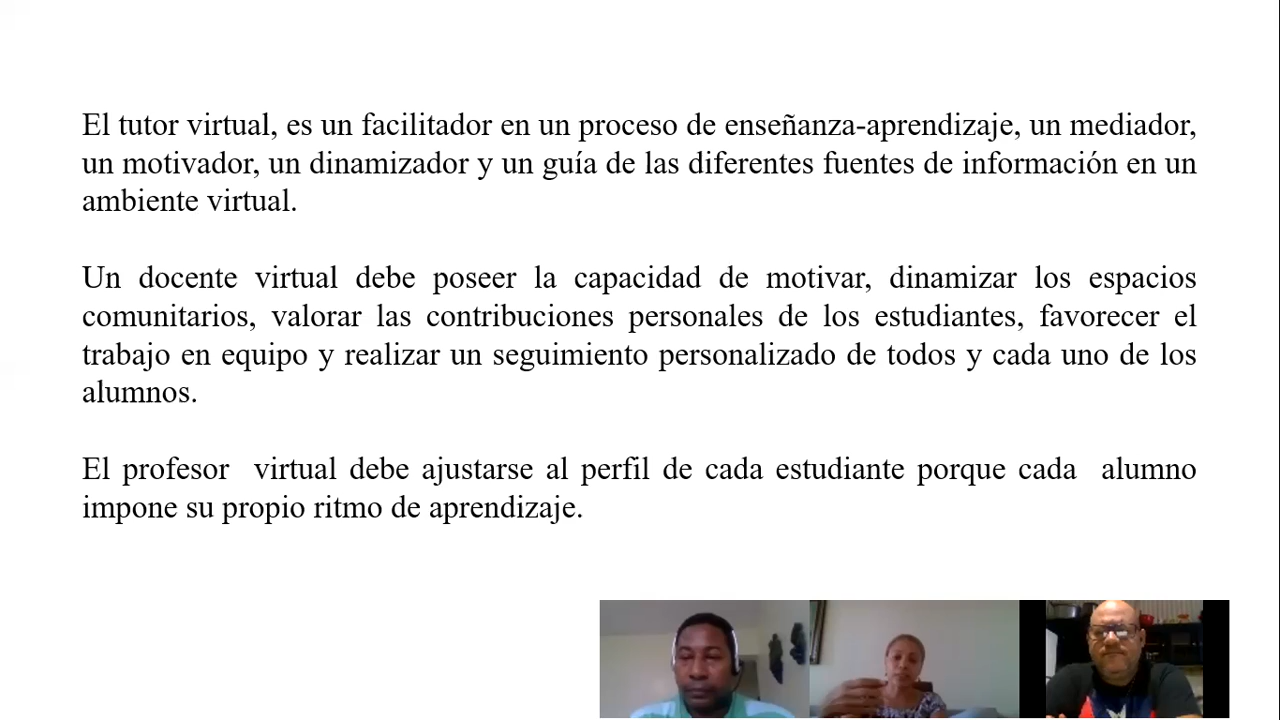 El tutor virtual, es un facilitador en un proceso de enseñanza-aprendizaje, un mediador,
un motivador, un dinamizador y un guía de las diferentes fuentes de información en un
ambiente virtual.
Un docente virtual debe poseer la capacidad de motivar, dinamizar los espacios
comunitarios, valorar las contribuciones personales de los estudiantes, favorecer el
trabajo en equipo y realizar un seguimiento personalizado de todos y cada uno de los
alumnos.
El profesor  virtual debe ajustarse al perfil de cada estudiante porque cada  alumno
impone su propio ritmo de aprendizaje.